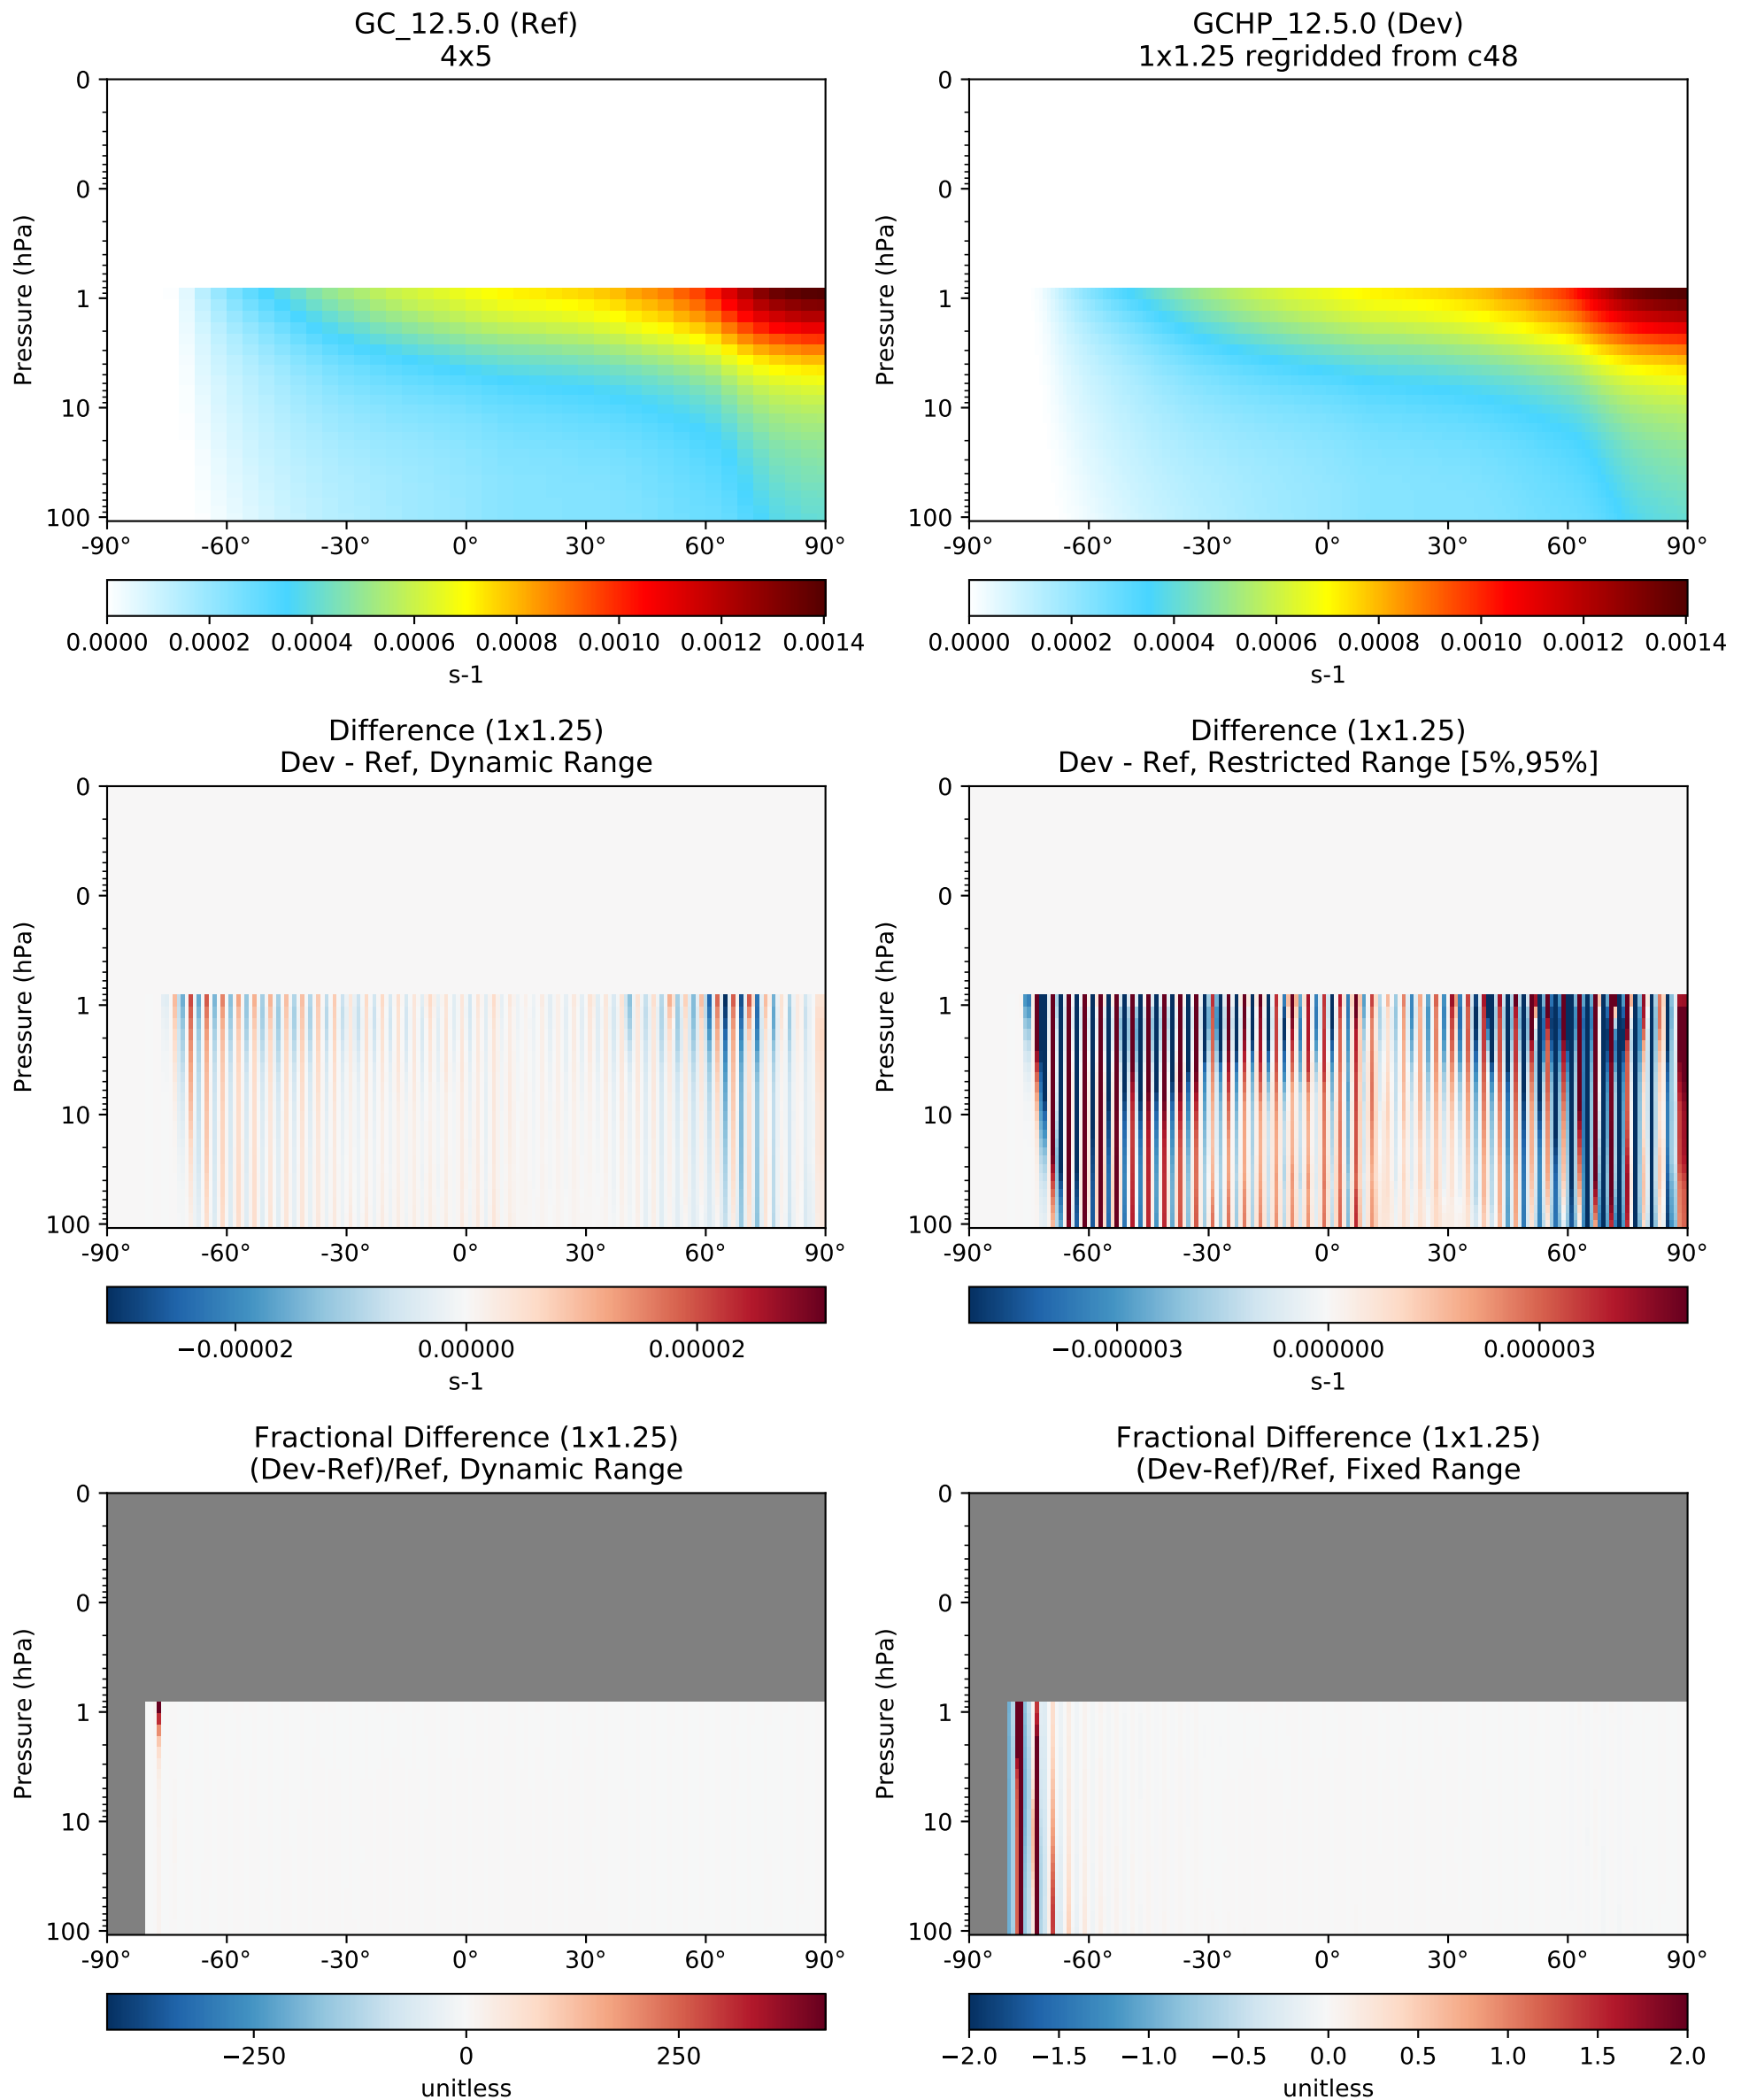 GC_12.5.0 (Ref)
4x5
GCHP_12.5.0 (Dev)
1x1.25 regridded from c48
Pressure (hPa)
0
0
1
10
100
-90° -60° -30° 0° 30° 60° 90°
0.0000 0.0002 0.0004 0.0006 0.0008 0.0010 0.0012 0.0014
s-1
Pressure (hPa)
0
0
1
10
100
-90° -60° -30° 0° 30° 60° 90°
0.0000 0.0002 0.0004 0.0006 0.0008 0.0010 0.0012 0.0014
s-1
Difference (1x1.25)
Dev - Ref, Dynamic Range
Pressure (hPa)
0
0
1
10
100
-90° -60° -30° 0° 30° 60° 90°
−0.00002 0.00000 0.00002
s-1
Difference (1x1.25)
Dev - Ref, Restricted Range [5%,95%]
Pressure (hPa)
0
0
1
10
100
-90° -60° -30° 0° 30° 60° 90°
−0.000003 0.000000 0.000003
s-1
Fractional Difference (1x1.25)
(Dev-Ref)/Ref, Dynamic Range
Pressure (hPa)
0
0
1
10
100
-90° -60° -30° 0° 30° 60° 90°
−250 0 250
unitless
Fractional Difference (1x1.25)
(Dev-Ref)/Ref, Fixed Range
Pressure (hPa)
0
0
1
10
100
-90° -60° -30° 0° 30° 60° 90°
−2.0 −1.5 −1.0 −0.5 0.0 0.5 1.0 1.5 2.0
unitless